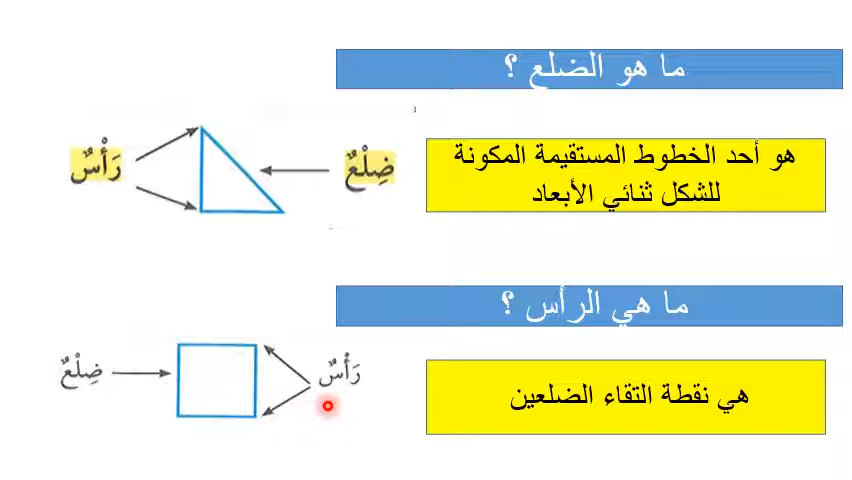 ما هو الضلع ؟
ضِلْعٌ
رَأْسٌ
هو أحد الخطوط المستقيمة المكونة
للشكل ثنائي الأبعاد
ما هي الرأس ؟
رَأْسٌ
ضِلْعٌ
هي نقطة التقاء الضلعين